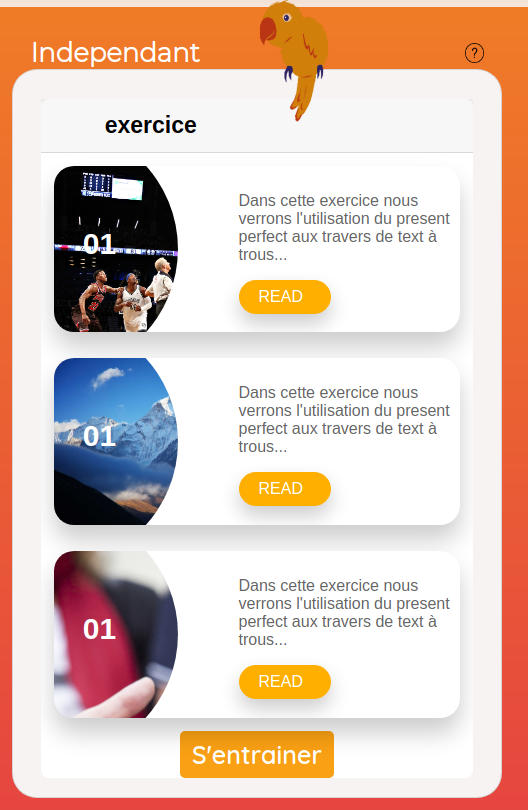 Independant
?
exercice
01
Dans cette exercice nous
verrons l'utilisation du present
perfect aux travers de text à
trous...
READ
01
Dans cette exercice nous
verrons l'utilisation du present
perfect aux travers de text à
trous...
READ
01
Dans cette exercice nous
verrons l'utilisation du present
perfect aux travers de text à
trous...
READ
S'entrainer